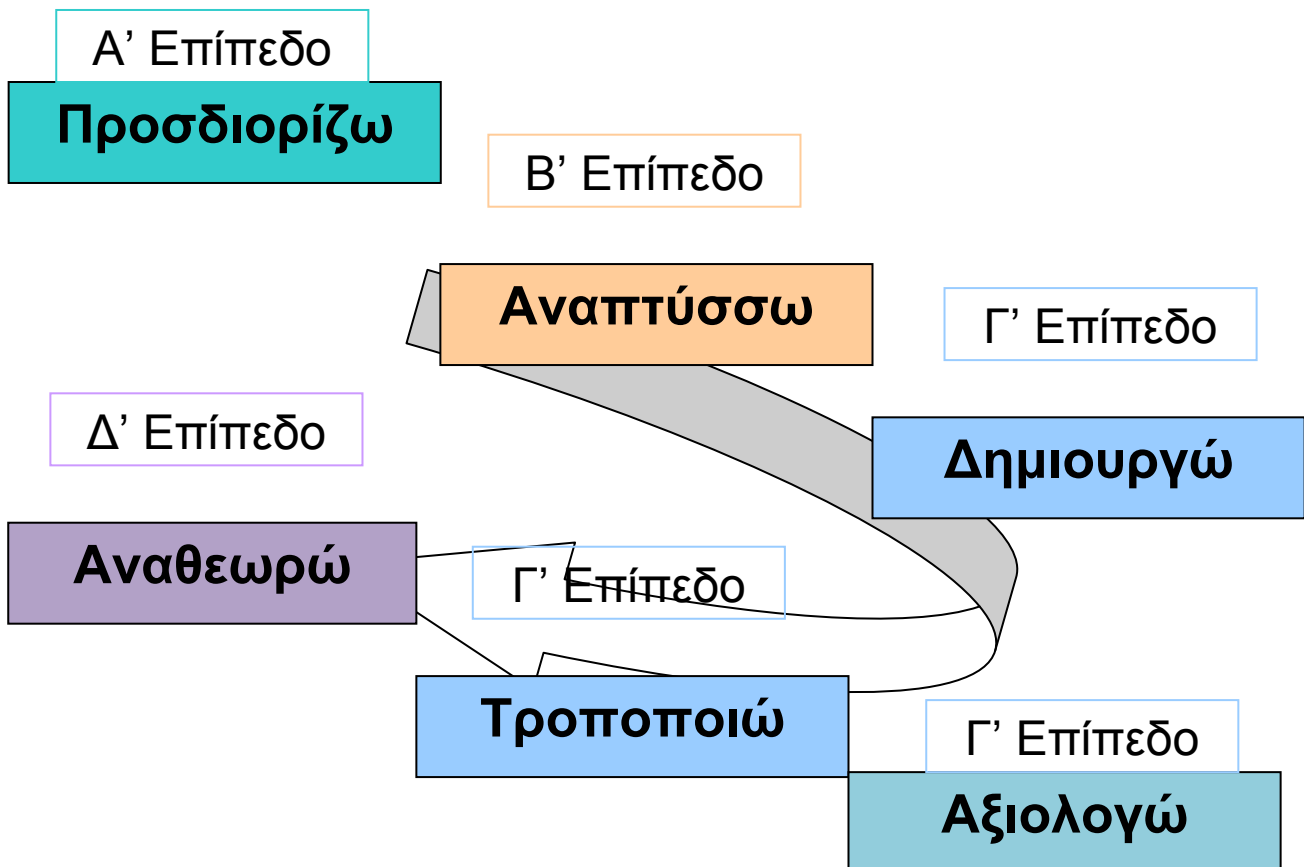 Α’ Επίπεδο
Προσδιορίζω
Β’ Επίπεδο
Αναπτύσσω
Γ’ Επίπεδο
Δημιουργώ
Δ’ Επίπεδο
Αναθεωρώ
Γ’ Επίπεδο
Τροποποιώ
Γ’ Επίπεδο
Αξιολογώ